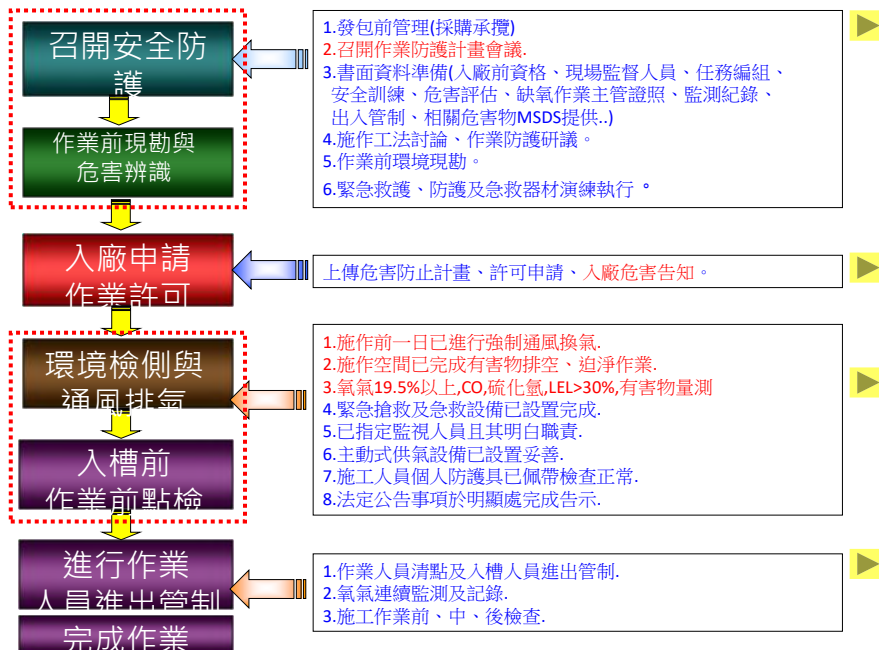 召開安全防
護
1.發包前管理(採購承攬)
2.召開作業防護計畫會議.
3.書面資料準備(入廠前資格、現場監督人員、任務編組、
安全訓練、危害評估、缺氧作業主管證照、監測紀錄、
出入管制、相關危害物MSDS提供..)
4.施作工法討論、作業防護研議。
5.作業前環境現勘。
6.緊急救護、防護及急救器材演練執行。
作業前現勘與
危害辨識
入廠申請
作業許可
上傳危害防止計畫、許可申請、入廠危害告知。
環境檢側與
通風排氣
1.施作前一日已進行強制通風換氣.
2.施作空間已完成有害物排空、迫淨作業.
3.氧氣19.5%以上,CO,硫化氫,LEL>30%,有害物量測
4.緊急搶救及急救設備已設置完成.
5.已指定監視人員且其明白職責.
6.主動式供氣設備已設置妥善.
7.施工人員個人防護具已佩帶檢查正常.
8.法定公告事項於明顯處完成告示.
入槽前
作業前點檢
進行作業
人員進出管制
1.作業人員清點及入槽人員進出管制.
2.氧氣連續監測及記錄.
3.施工作業前、中、後檢查.
完成作業